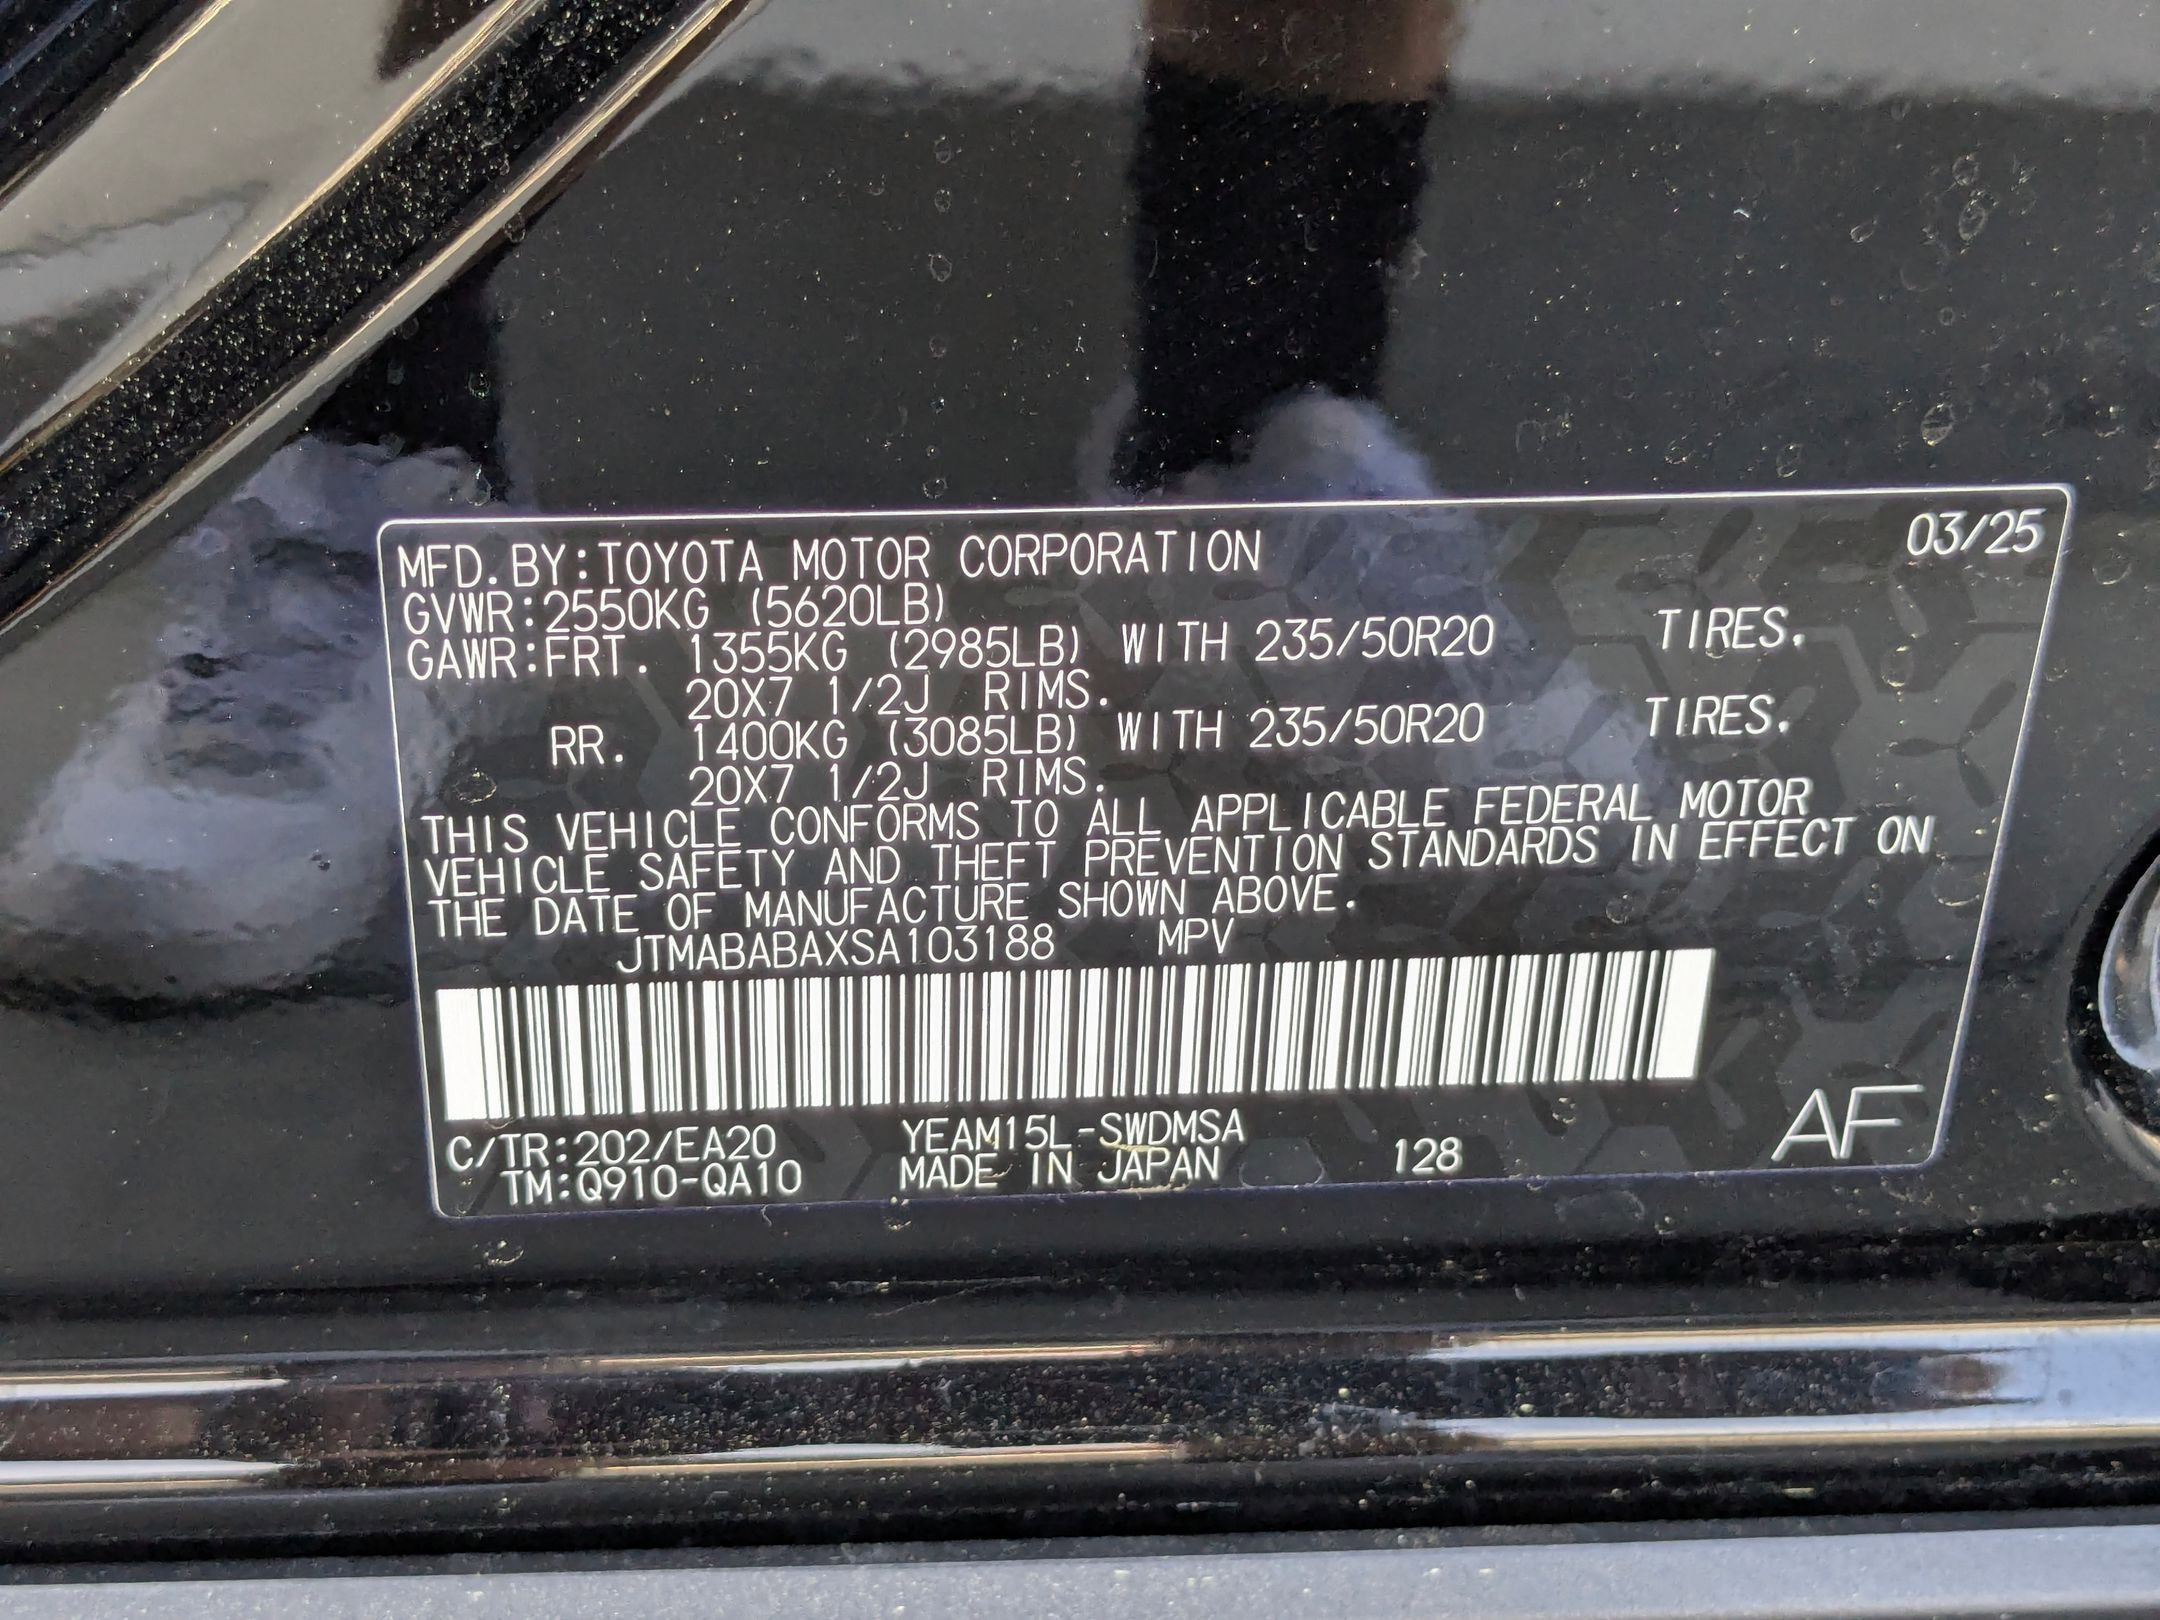 03/25
MFD.BY:TOYOTA MOTOR CORPORATION
GVWR:2550KG (5620LB)
GAWR:FRT. 1355KG (2985LB) WITH 235/50R20 TIRES.
20X7 1/2J RIMS.
RR. 1400KG (3085LB) WITH 235/50R20 TIRES.
20X7 1/2J RIMS.
THIS VEHICLE CONFORMS TO ALL APPLICABLE FEDERAL MOTOR
VEHICLE SAFETY AND THEFT PREVENTION STANDARDS IN EFFECT ON
THE DATE OF MANUFACTURE SHOWN ABOVE.
JTMABABAXSA103188 MPV
C/TR:202/EA20 YEAM15L-SWDMSA
TM:Q910-QA10 MADE IN JAPAN 128 AF